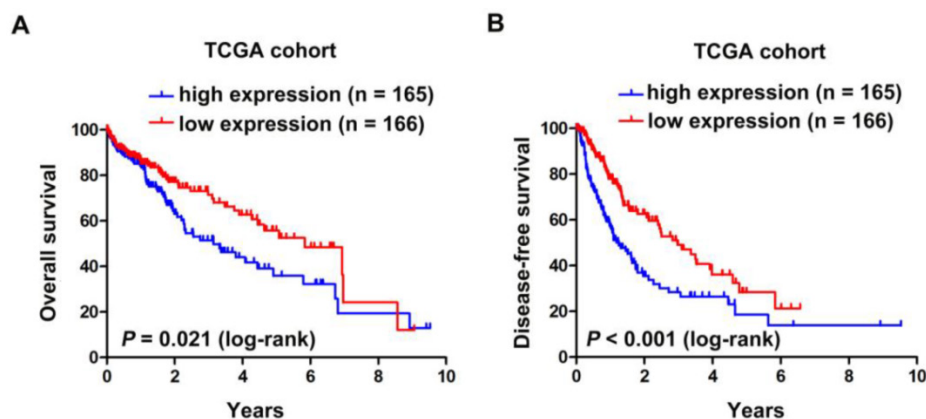 A
TCGA cohort
high expression (n = 165)
low expression (n = 166)
Overall survival
100
80
60
40
20
0
P = 0.021 (log-rank)
0 2 4 6 8 10
Years
B
TCGA cohort
high expression (n = 165)
low expression (n = 166)
Disease-free survival
100
80
60
40
20
0
P < 0.001 (log-rank)
0 2 4 6 8 10
Years